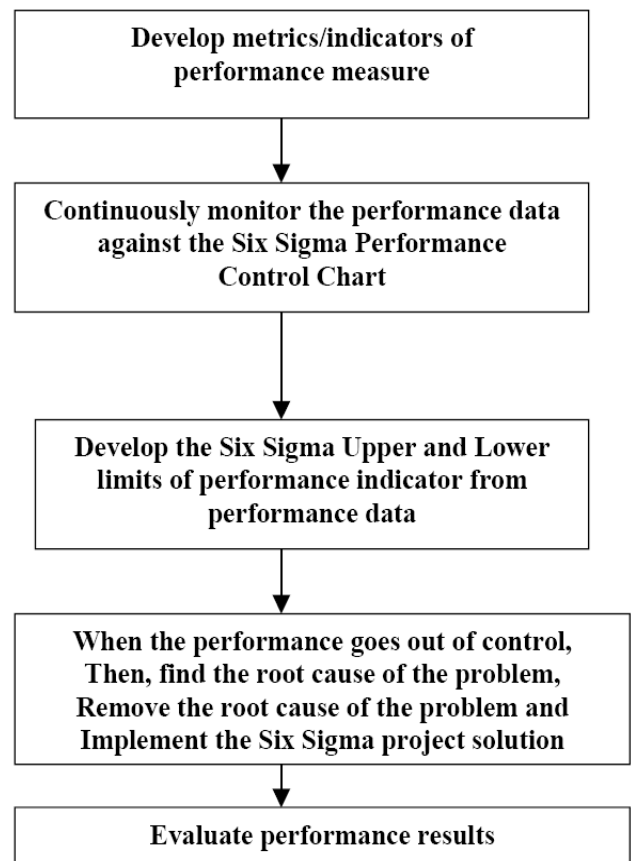 Develop metrics/indicators of
performance measure
Continuously monitor the performance data
against the Six Sigma Performance
Control Chart
Develop the Six Sigma Upper and Lower
limits of performance indicator from
performance data
When the performance goes out of control,
Then, find the root cause of the problem,
Remove the root cause of the problem and
Implement the Six Sigma project solution
Evaluate performance results